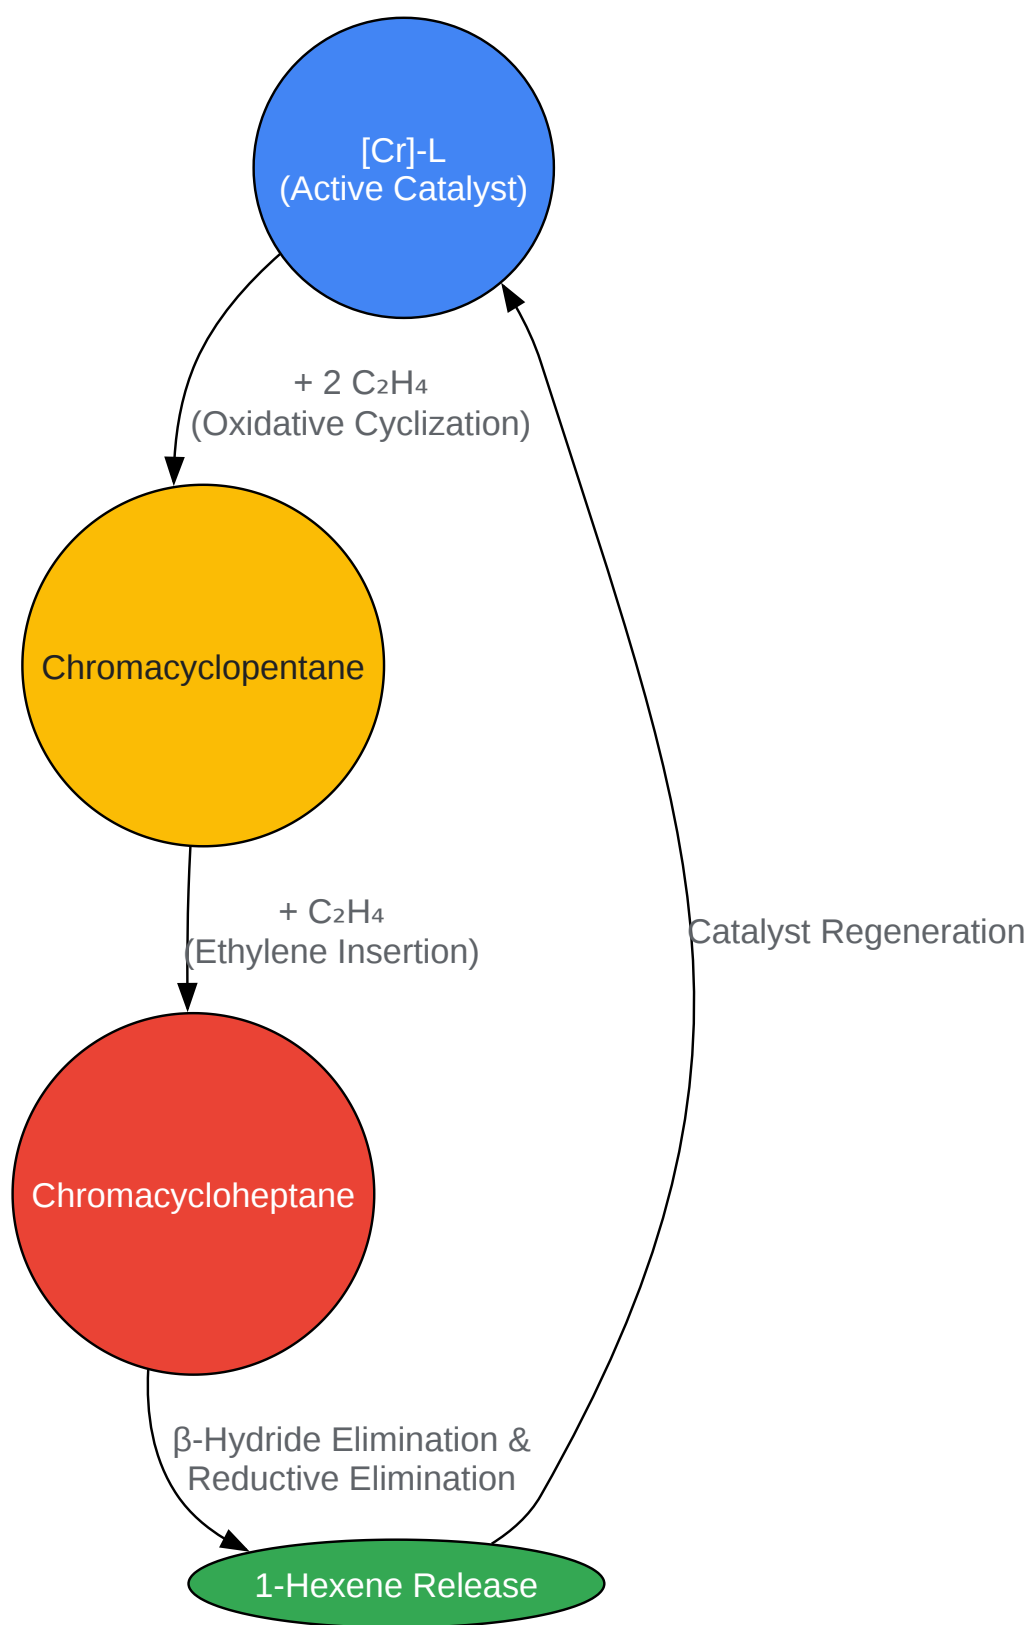 [Cr]-L
(Active Catalyst)
+ 2 C₂H₄
(Oxidative Cyclization)
Chromacyclopentane
+ C₂H₄
(Ethylene Insertion)
Catalyst Regeneration
Chromacycloheptane
β-Hydride Elimination &
Reductive Elimination
1-Hexene Release